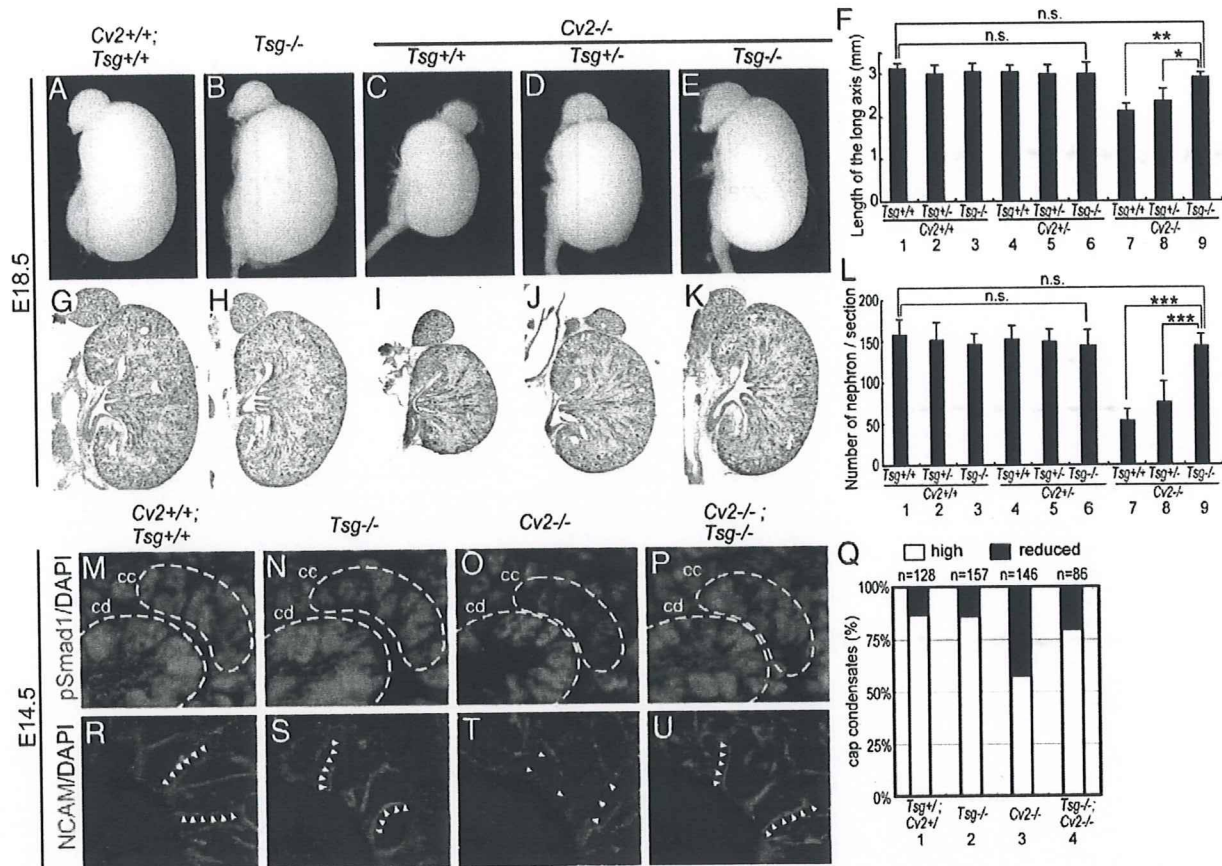 Cv2+/+;
Tsg+/+
Tsg-/-
Cv2-/-
Tsg+/+
Tsg+/-
Tsg-/-
E18.5
A
B
C
D
E
G
H
I
J
K
F
Length of the long axis (mm)
n.s.
n.s.
**
*
3
2
1
0
Tsg+/+ Tsg+/- Tsg-/- Tsg+/+ Tsg+/- Tsg-/- Tsg+/+ Tsg+/- Tsg-/-
Cv2+/+ Cv2+/- Cv2-/-
1 2 3 4 5 6 7 8 9
L
Number of nephron / section
n.s.
n.s.
***
***
200
150
100
50
0
Tsg+/+ Tsg+/- Tsg-/- Tsg+/+ Tsg+/- Tsg-/- Tsg+/+ Tsg+/- Tsg-/-
Cv2+/+ Cv2+/- Cv2-/-
1 2 3 4 5 6 7 8 9
E14.5
Cv2+/+;
Tsg+/+
Tsg-/-
Cv2-/-
Cv2-/- ;
Tsg-/-
pSmad1/DAPI
M
cc
cd
N
cc
cd
O
cc
cd
P
cc
cd
NCAM/DAPI
R
S
T
U
Q
high reduced
n=128 n=157 n=146 n=86
cap condensates (%)
100%
75%
50%
25%
0%
Tsg+/;
Cv2+/
Tsg-/-
Cv2-/-
Tsg-/-;
Cv2-/-
1 2 3 4